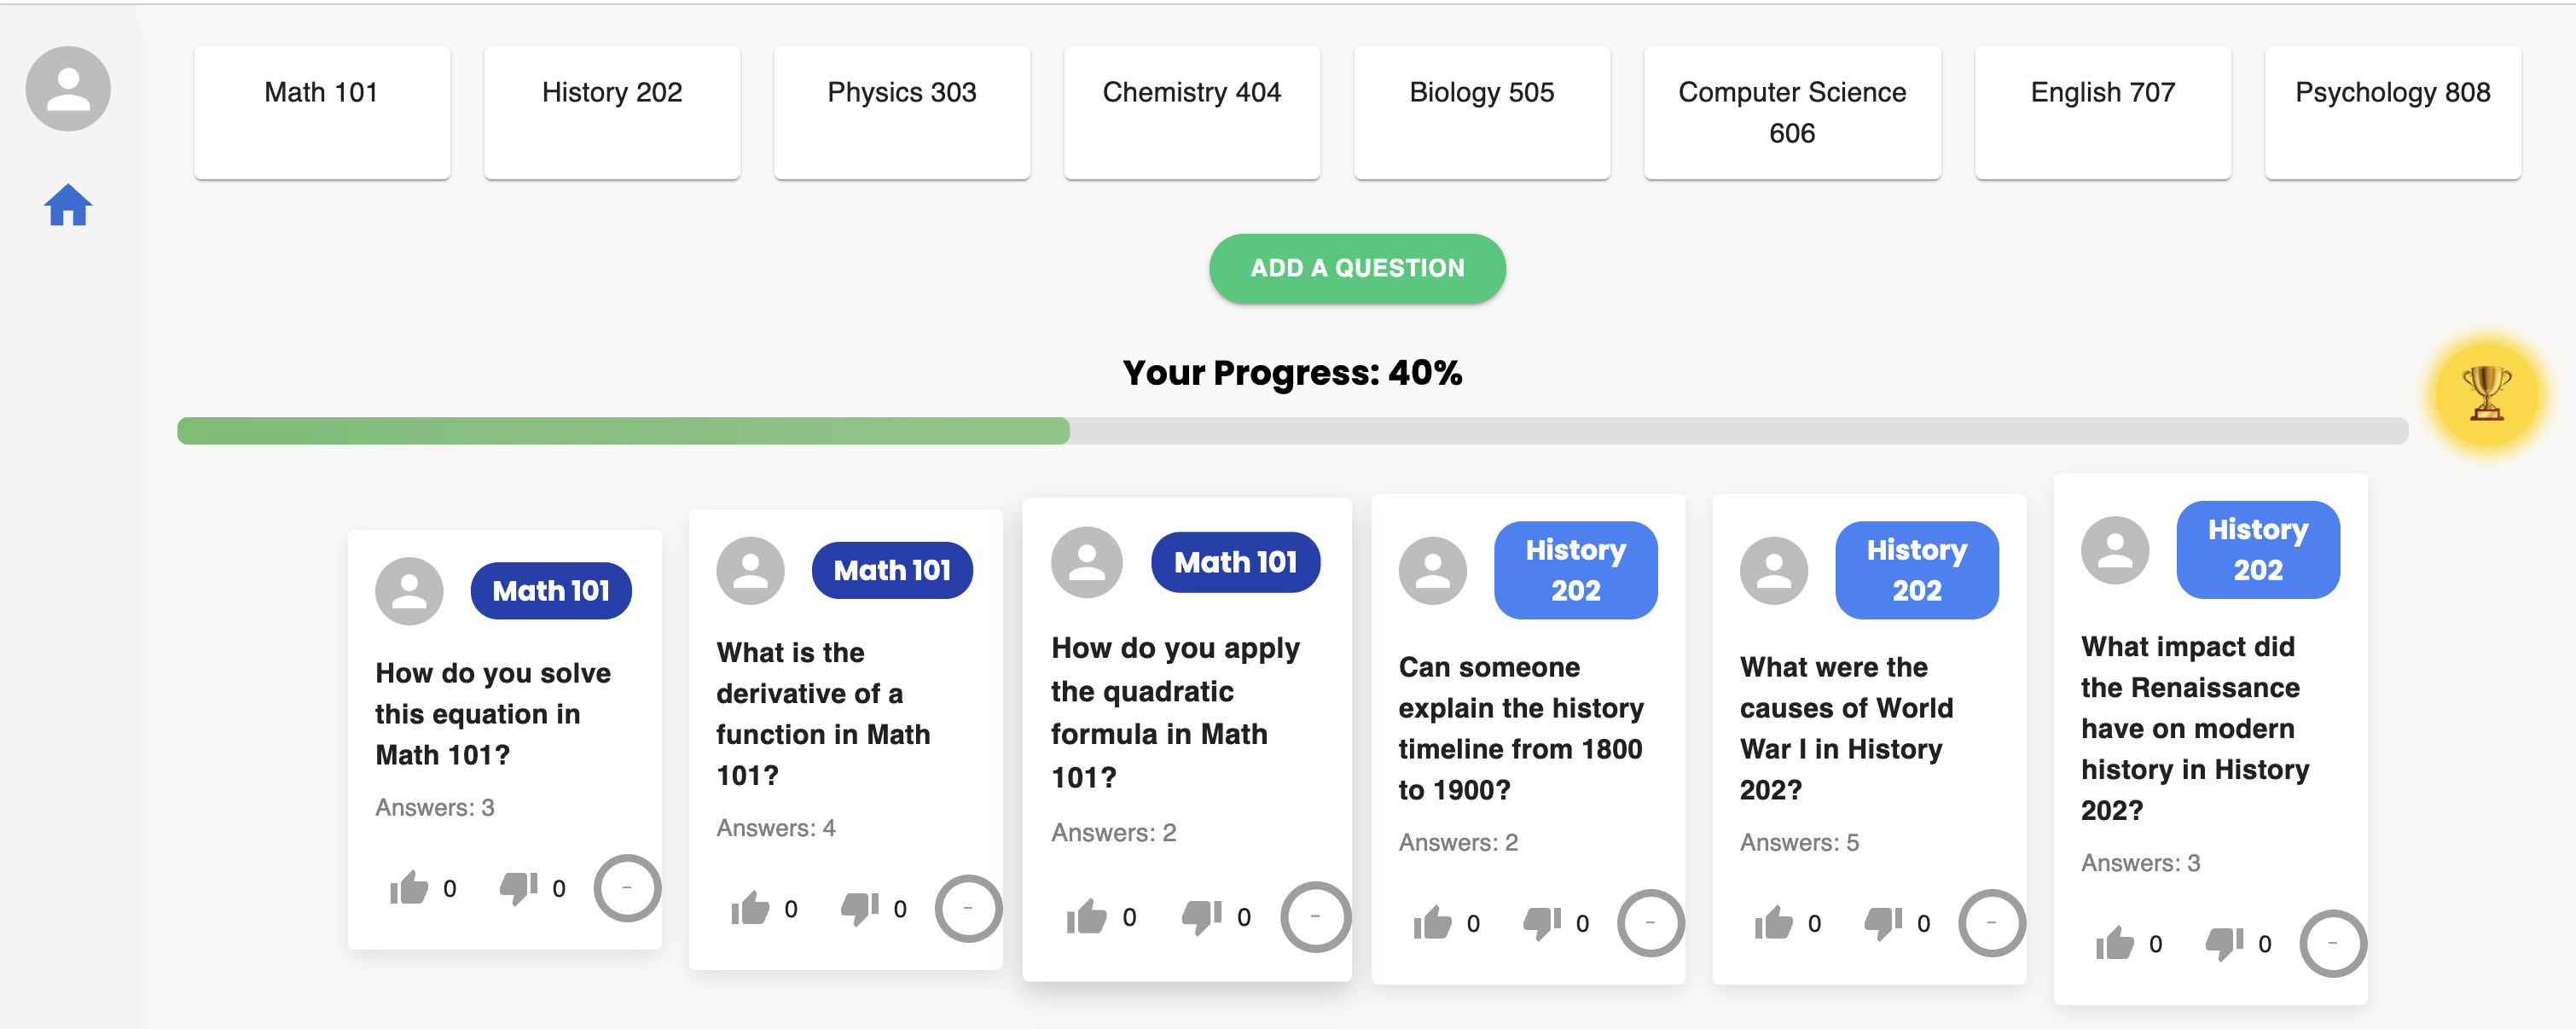 Math 101
History 202
Physics 303
Chemistry 404
Biology 505
Computer Science
606
English 707
Psychology 808
ADD A QUESTION
Your Progress: 40%
Math 101
How do you solve
this equation in
Math 101?
Answers: 3
0
0
-
Math 101
What is the
derivative of a
function in Math
101?
Answers: 4
0
0
-
Math 101
How do you apply
the quadratic
formula in Math
101?
Answers: 2
0
0
-
History
202
Can someone
explain the history
timeline from 1800
to 1900?
Answers: 2
0
0
-
History
202
What were the
causes of World
War I in History
202?
Answers: 5
0
0
-
History
202
What impact did
the Renaissance
have on modern
history in History
202?
Answers: 3
0
0
-